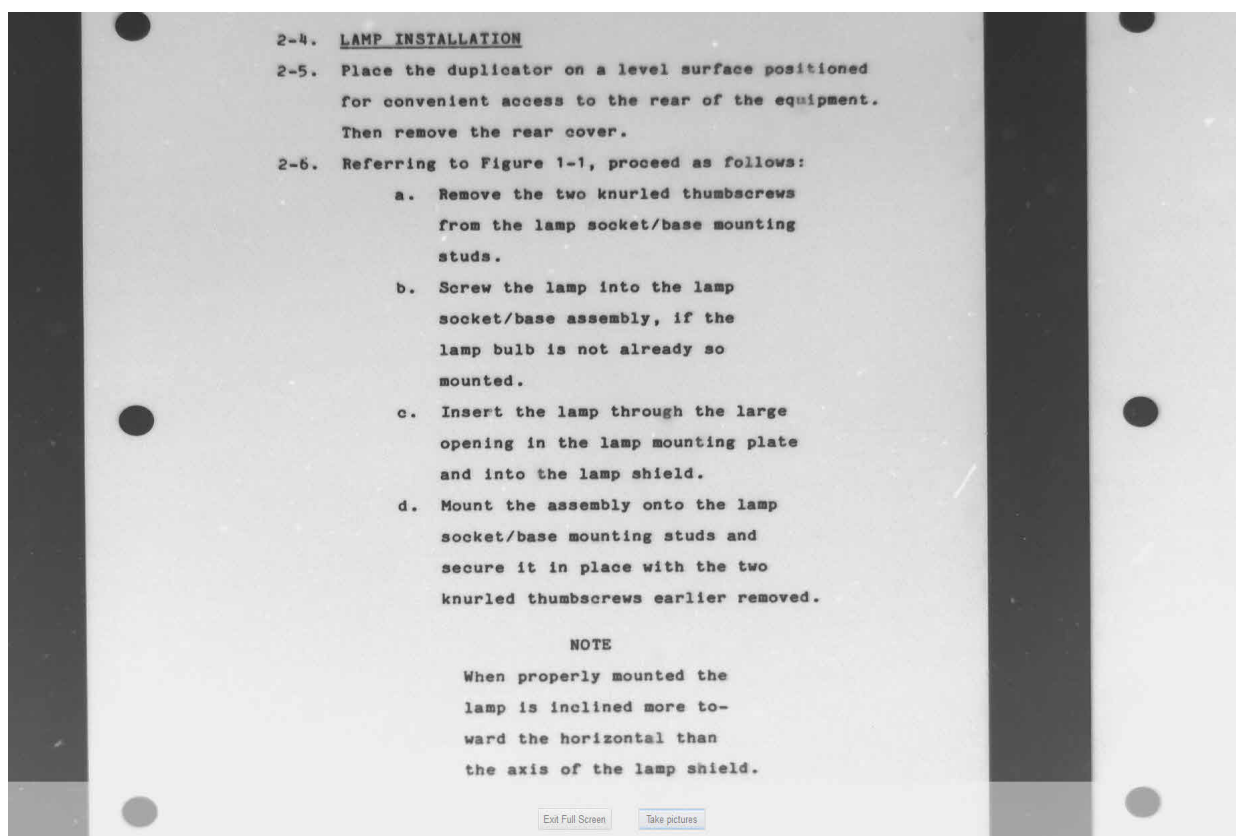 2-4. LAMP INSTALLATION
2-5. Place the duplicator on a level surface positioned
for convenient access to the rear of the equipment.
Then remove the rear cover.
2-6. Referring to Figure 1-1, proceed as follows:
a. Remove the two knurled thumbscrews
from the lamp socket/base mounting
studs.
b. Screw the lamp into the lamp
socket/base assembly, if the
lamp bulb is not already so
mounted.
c. Insert the lamp through the large
opening in the lamp mounting plate
and into the lamp shield.
d. Mount the assembly onto the lamp
socket/base mounting studs and
secure it in place with the two
knurled thumbscrews earlier removed.
NOTE
When properly mounted the
lamp is inclined more to-
ward the horizontal than
the axis of the lamp shield.
Exit Full Screen
Take pictures